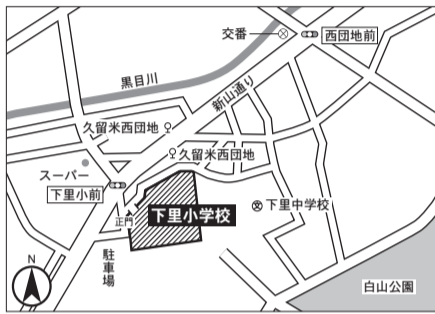 交番
西団地前
黒目川
新山通り
久留米西団地
久留米西団地
スーパー
下里小前
下里小学校
正門
下里中学校
駐車場
N
白山公園
文